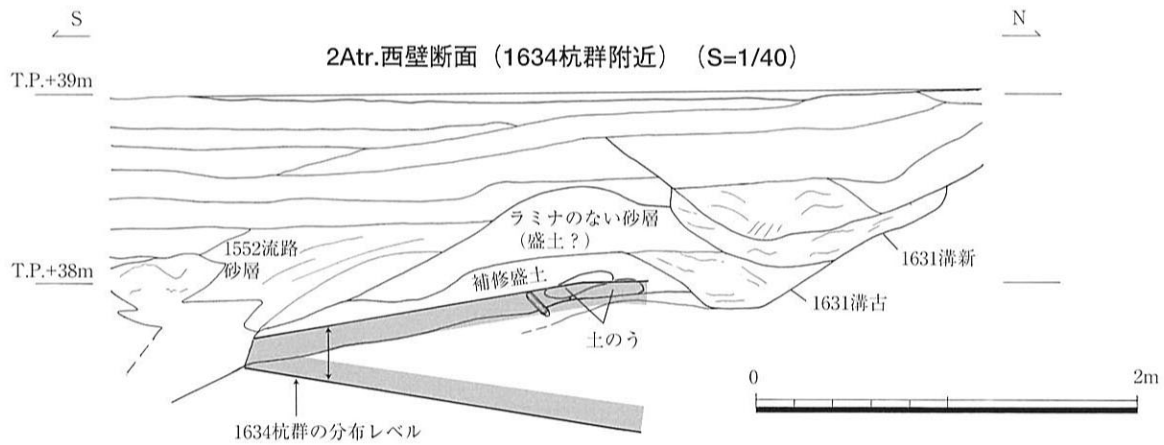 S
N
2Atr.西壁断面（1634杭群附近）（S=1/40）
T.P.+39m
ラミナのない砂層
（盛土？）
1552流路
砂層
1631溝新
T.P.+38m
補修盛土
1631溝古
土のう
0
2m
1634杭群の分布レベル